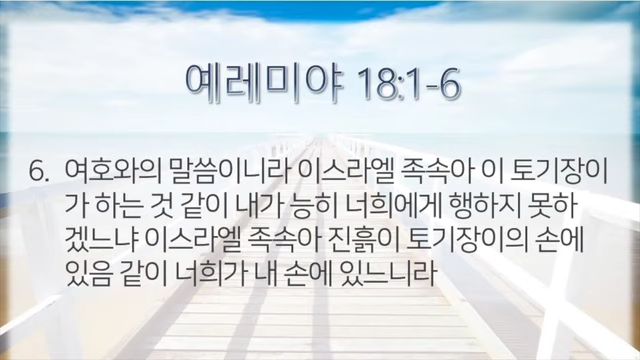 예레미야 18:1-6
6. 여호와의 말씀이니라 이스라엘 족속아 이 토기장이
가 하는 것 같이 내가 능히 너희에게 행하지 못하
겠느냐 이스라엘 족속아 진흙이 토기장이의 손에
있음 같이 너희가 내 손에 있느니라